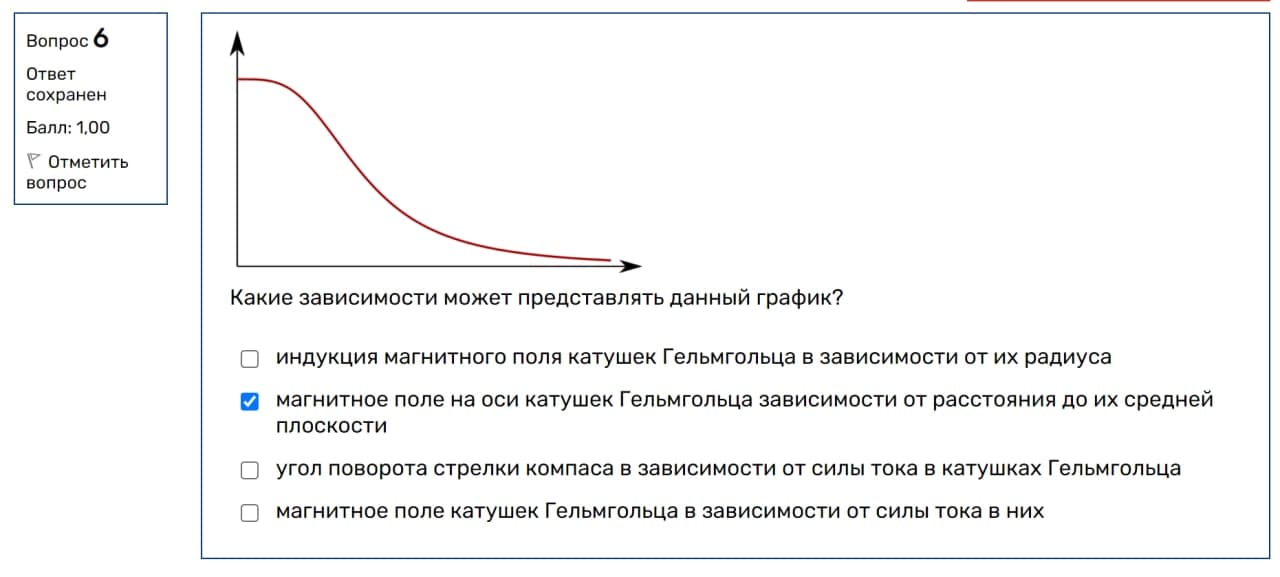 Вопрос 6
Ответ
сохранен
Балл: 1,00
Отметить
вопрос
Какие зависимости может представлять данный график?
индукция магнитного поля катушек Гельмгольца в зависимости от их радиуса
магнитное поле на оси катушек Гельмгольца зависимости от расстояния до их средней
плоскости
угол поворота стрелки компаса в зависимости от силы тока в катушках Гельмгольца
магнитное поле катушек Гельмгольца в зависимости от силы тока в них